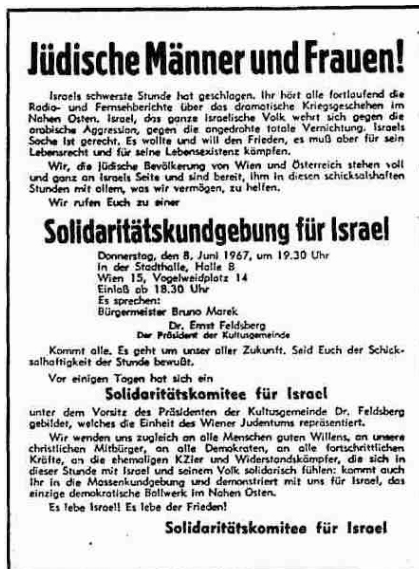 Jüdische Männer und Frauen!
Israels schwerste Stunde hat geschlagen. Ihr hört alle fortlaufend die
Radio- und Fernsehberichte über das dramatische Kriegsgeschehen im
Nahen Osten. Israel, das ganze Israelische Volk wehrt sich gegen die
arabische Aggression, gegen die angedrohte totale Vernichtung. Israels
Sache ist gerecht. Es wollte und will den Frieden, es muß aber für sein
Lebensrecht und für seine Lebensexistenz kämpfen.
Wir, die jüdische Bevölkerung von Wien und Österreich stehen voll
und ganz an Israels Seite und sind bereit, ihm in diesen schicksalshaften
Stunden mit allem, was wir vermögen, zu helfen.
Wir rufen Euch zu einer
Solidaritätskundgebung für Israel
Donnerstag, den 8. Juni 1967, um 19.30 Uhr
in der Stadthalle, Halle B
Wien 15, Vogelweidplatz 14
Einlaß ab 18.30 Uhr
Es sprechen:
Bürgermeister Bruno Marek
Dr. Ernst Feldsberg
Der Präsident der Kultusgemeinde
Kommt alle. Es geht um unser aller Zukunft. Seid Euch der Schick-
salhaftigkeit der Stunde bewußt.
Vor einigen Tagen hat sich ein
Solidaritätskomitee für Israel
unter dem Vorsitz des Präsidenten der Kultusgemeinde Dr. Feldsberg
gebildet, welches die Einheit des Wiener Judentums repräsentiert.
Wir wenden uns zugleich an alle Menschen guten Willens, an unsere
christlichen Mitbürger, an alle Demokraten, an alle fortschrittlichen
Kräfte, an die ehemaligen KZler und Widerstandskämpfer, die sich in
dieser Stunde mit Israel und seinem Volk solidarisch fühlen: kommt auch
Ihr in die Massenkundgebung und demonstriert mit uns für Israel, das
einzige demokratische Bollwerk im Nahen Osten.
Es lebe Israel! Es lebe der Frieden!
Solidaritätskomitee für Israel